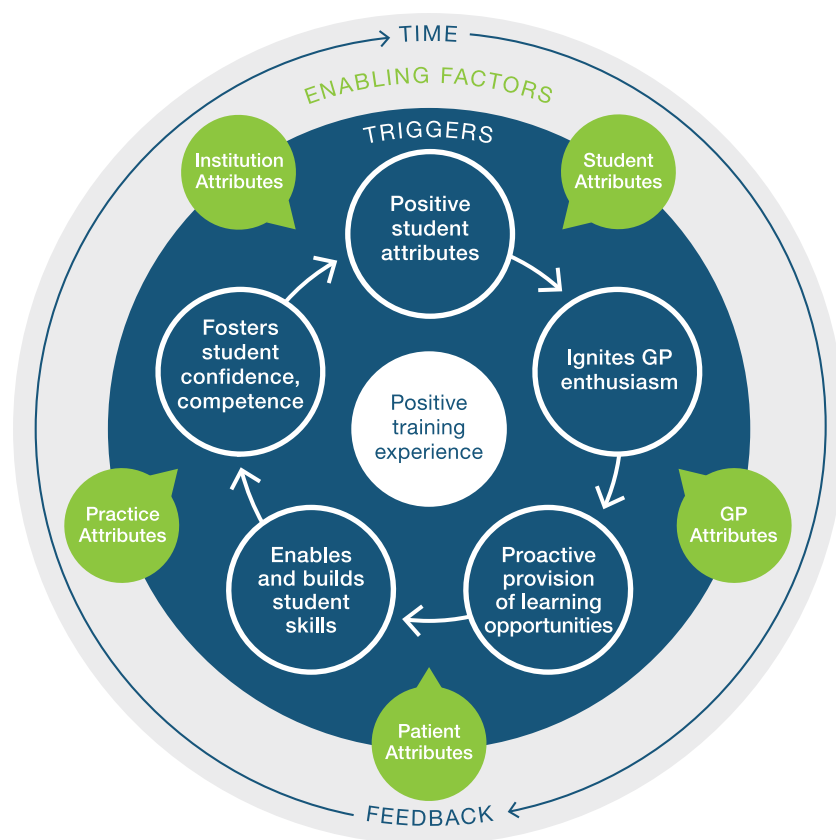 TIME
ENABLING FACTORS
TRIGGERS
Institution
Attributes
Student
Attributes
Positive
student
attributes
Fosters
student
confidence,
competence
Ignites GP
enthusiasm
Positive
training
experience
Practice
Attributes
GP
Attributes
Enables
and builds
student
skills
Proactive
provision
of learning
opportunities
Patient
Attributes
FEEDBACK